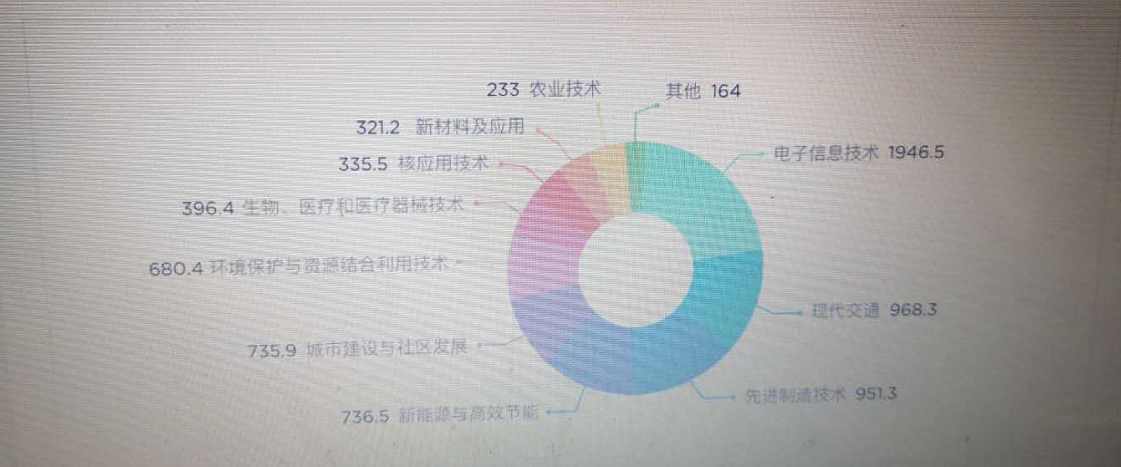 233 农业技术
其他 164
321.2 新材料及应用
电子信息技术 1946.5
335.5 核应用技术
396.4 生物、医疗和医疗器械技术
680.4 环境保护与资源结合利用技术
现代交通 968.3
735.9 城市建设与社区发展
先进制造技术 951.3
736.5 新能源与高效节能